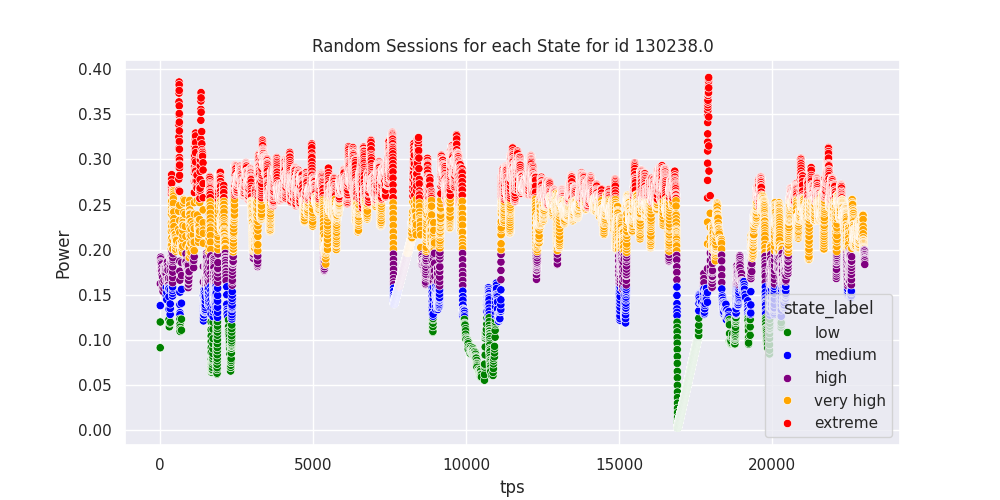 Random Sessions for each State for id 130238.0
0.40
0.35
0.30
0.25
0.20
0.15
0.10
0.05
0.00
Power
state_label
low
medium
high
very high
extreme
0 5000 10000 15000 20000
tps